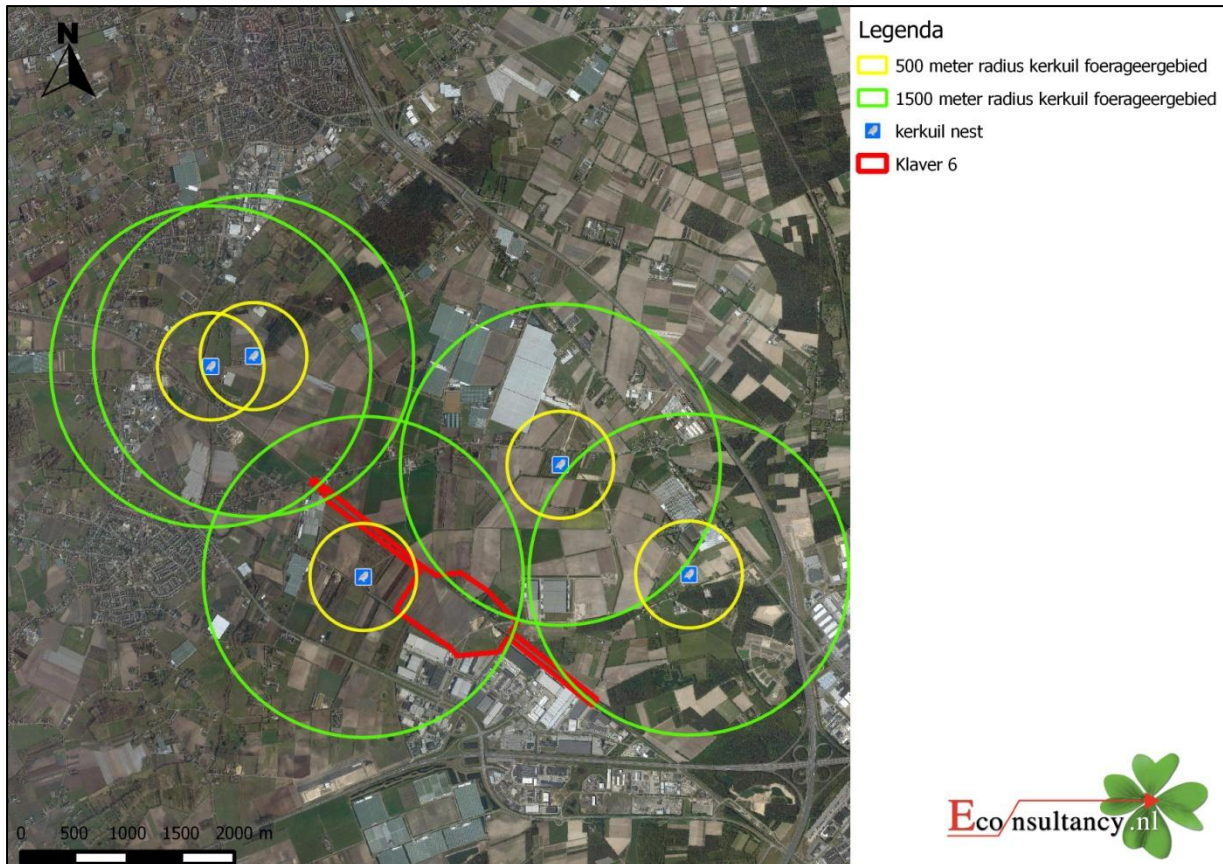 N
Legenda
500 meter radius kerkuil foerageergebied
1500 meter radius kerkuil foerageergebied
kerkuil nest
Klaver 6
0 500 1000 1500 2000 m
Econsultancy.nl